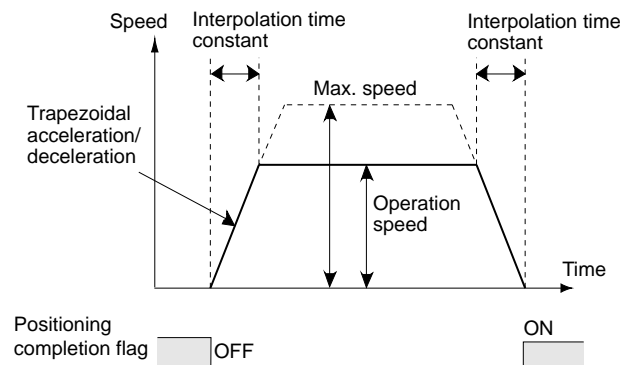 Interpolation time
constant
Interpolation time
constant
Speed
Max. speed
Trapezoidal
acceleration/
deceleration
Operation
speed
Time
Positioning
completion flag
OFF
ON